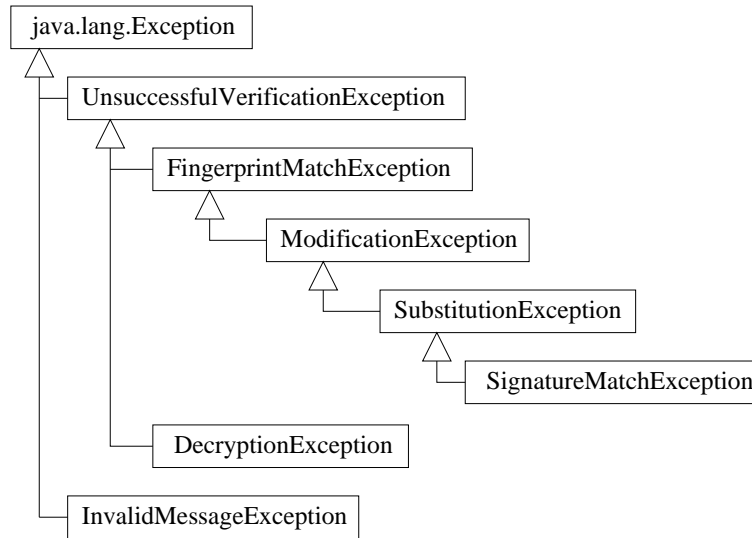 java.lang.Exception
UnsuccessfulVerificationException
FingerprintMatchException
ModificationException
SubstitutionException
SignatureMatchException
DecryptionException
InvalidMessageException